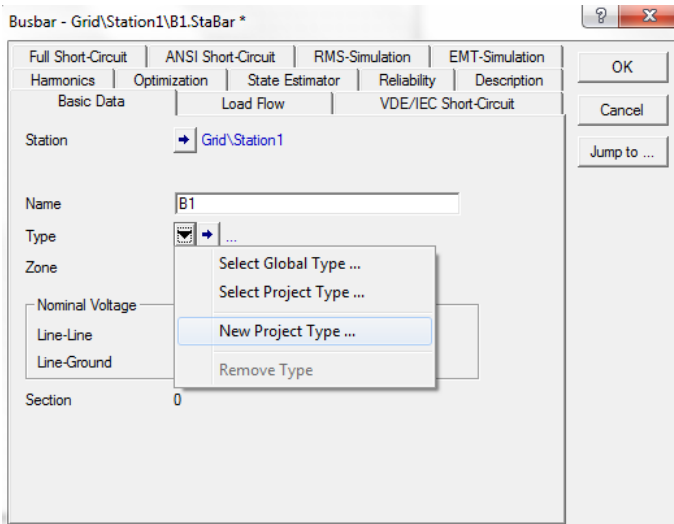 Busbar - Grid\Station1\B1.StaBar *
Full Short-Circuit ANSI Short-Circuit RMS-Simulation EMT-Simulation
Harmonics Optimization State Estimator Reliability Description
Basic Data Load Flow VDE/IEC Short-Circuit
OK
Cancel
Jump to ...
Station Grid\Station1
Name B1
Type ...
Zone
Select Global Type ...
Select Project Type ...
New Project Type ...
Remove Type
Nominal Voltage
Line-Line
Line-Ground
Section 0